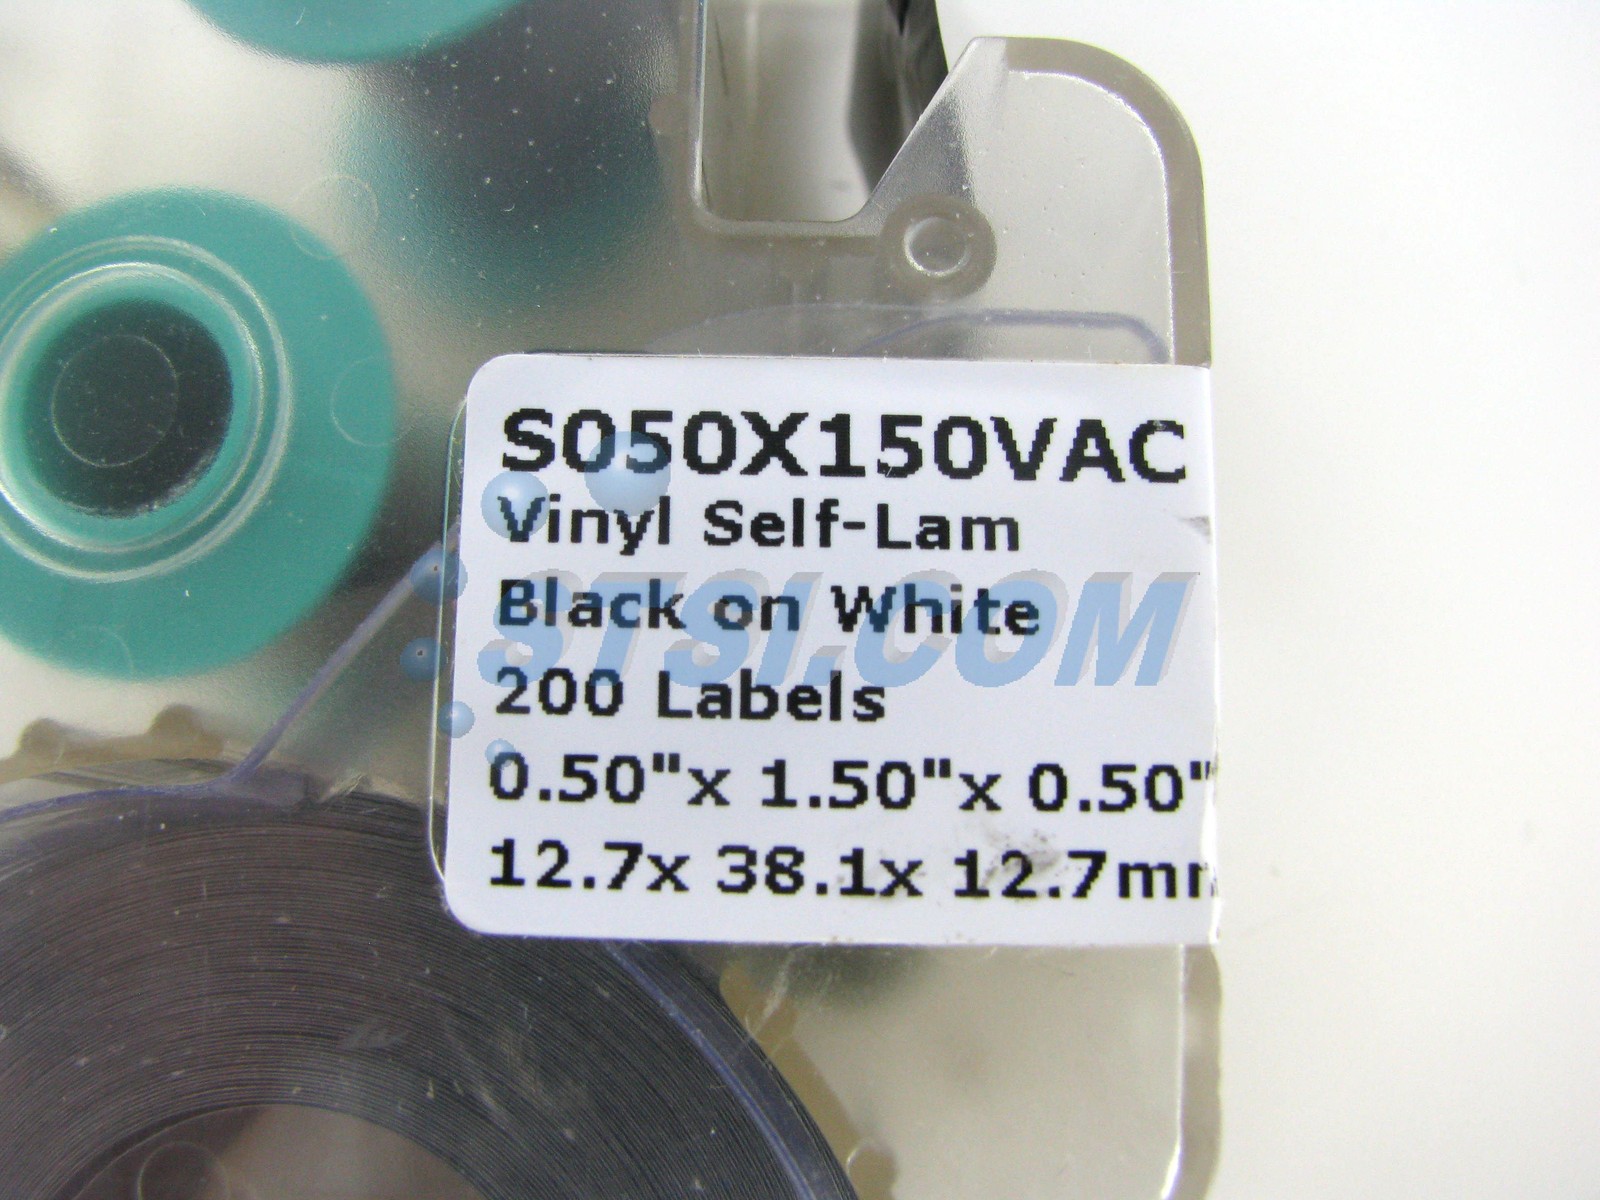 S050X150VAC
Vinyl Self-Lam
Black on White
STSI.COM
200 Labels
0.50"x 1.50"x 0.50"
12.7x 38.1x 12.7mm